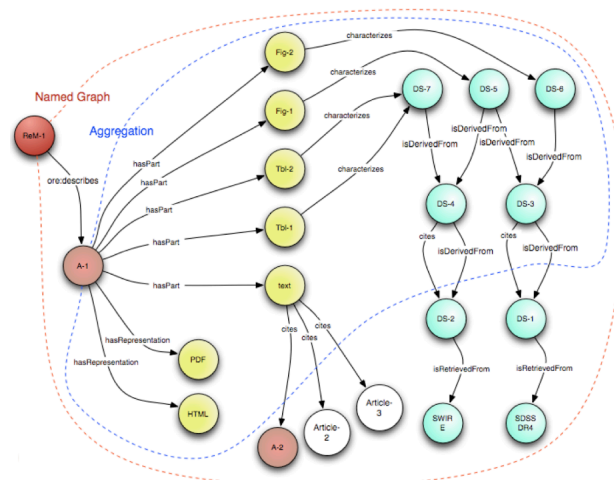 Fig-2
characterizes
characterizes
DS-7
DS-5
DS-6
Named Graph
Fig-1
Aggregation
characterizes
ReM-1
hasPart
isDerivedFrom
isDerivedFrom
isDerivedFrom
isDerivedFrom
hasPart
Tbl-2
characterizes
ore:describes
hasPart
DS-4
DS-3
Tbl-1
hasPart
cites
isDerivedFrom
cites
isDerivedFrom
A-1
hasPart
text
DS-2
DS-1
cites
cites
cites
hasRepresentation
PDF
hasRepresentation
isRetrievedFrom
isRetrievedFrom
HTML
Article-
3
Article-
2
A-2
SWIR
E
SDSS
DR4